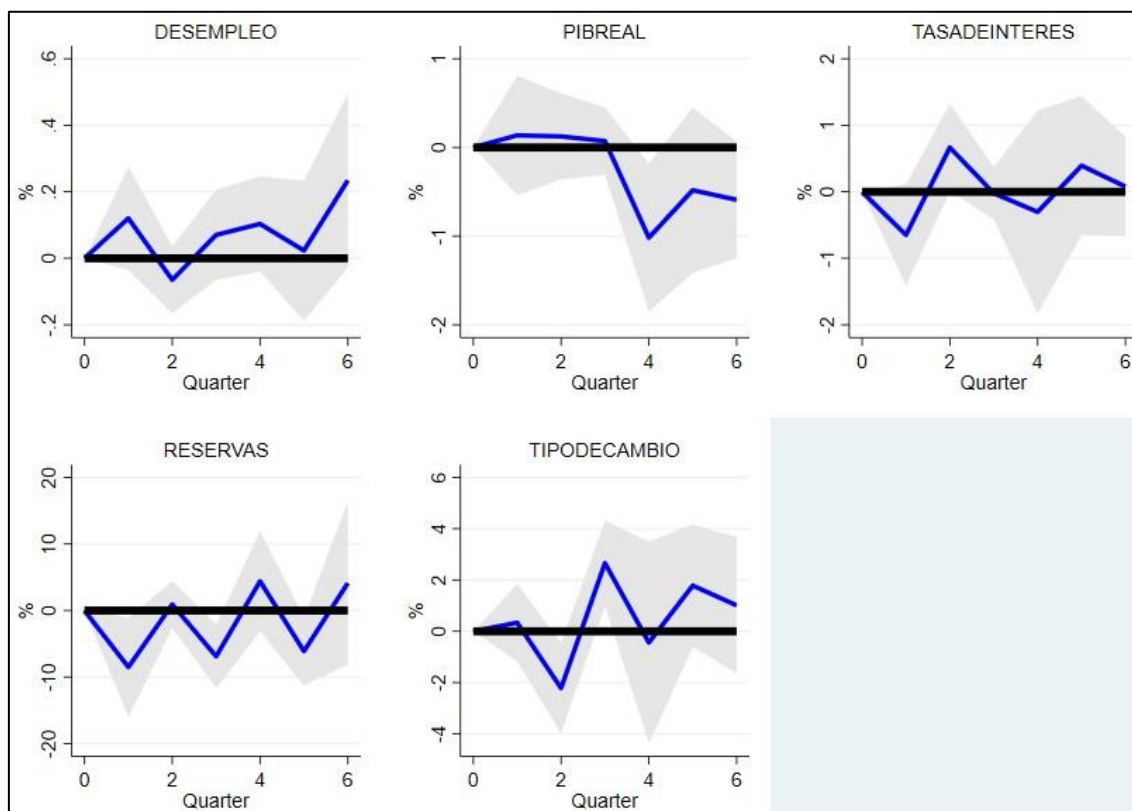 DESEMPLEO
.6
.4
.2
0
-.2
%
0 2 4 6
Quarter
PIBREAL
1
0
-1
-2
%
0 2 4 6
Quarter
TASADEINTERES
2
1
0
-1
-2
%
0 2 4 6
Quarter
RESERVAS
20
10
0
-10
-20
%
0 2 4 6
Quarter
TIPODECAMBIO
6
4
2
0
-2
-4
%
0 2 4 6
Quarter